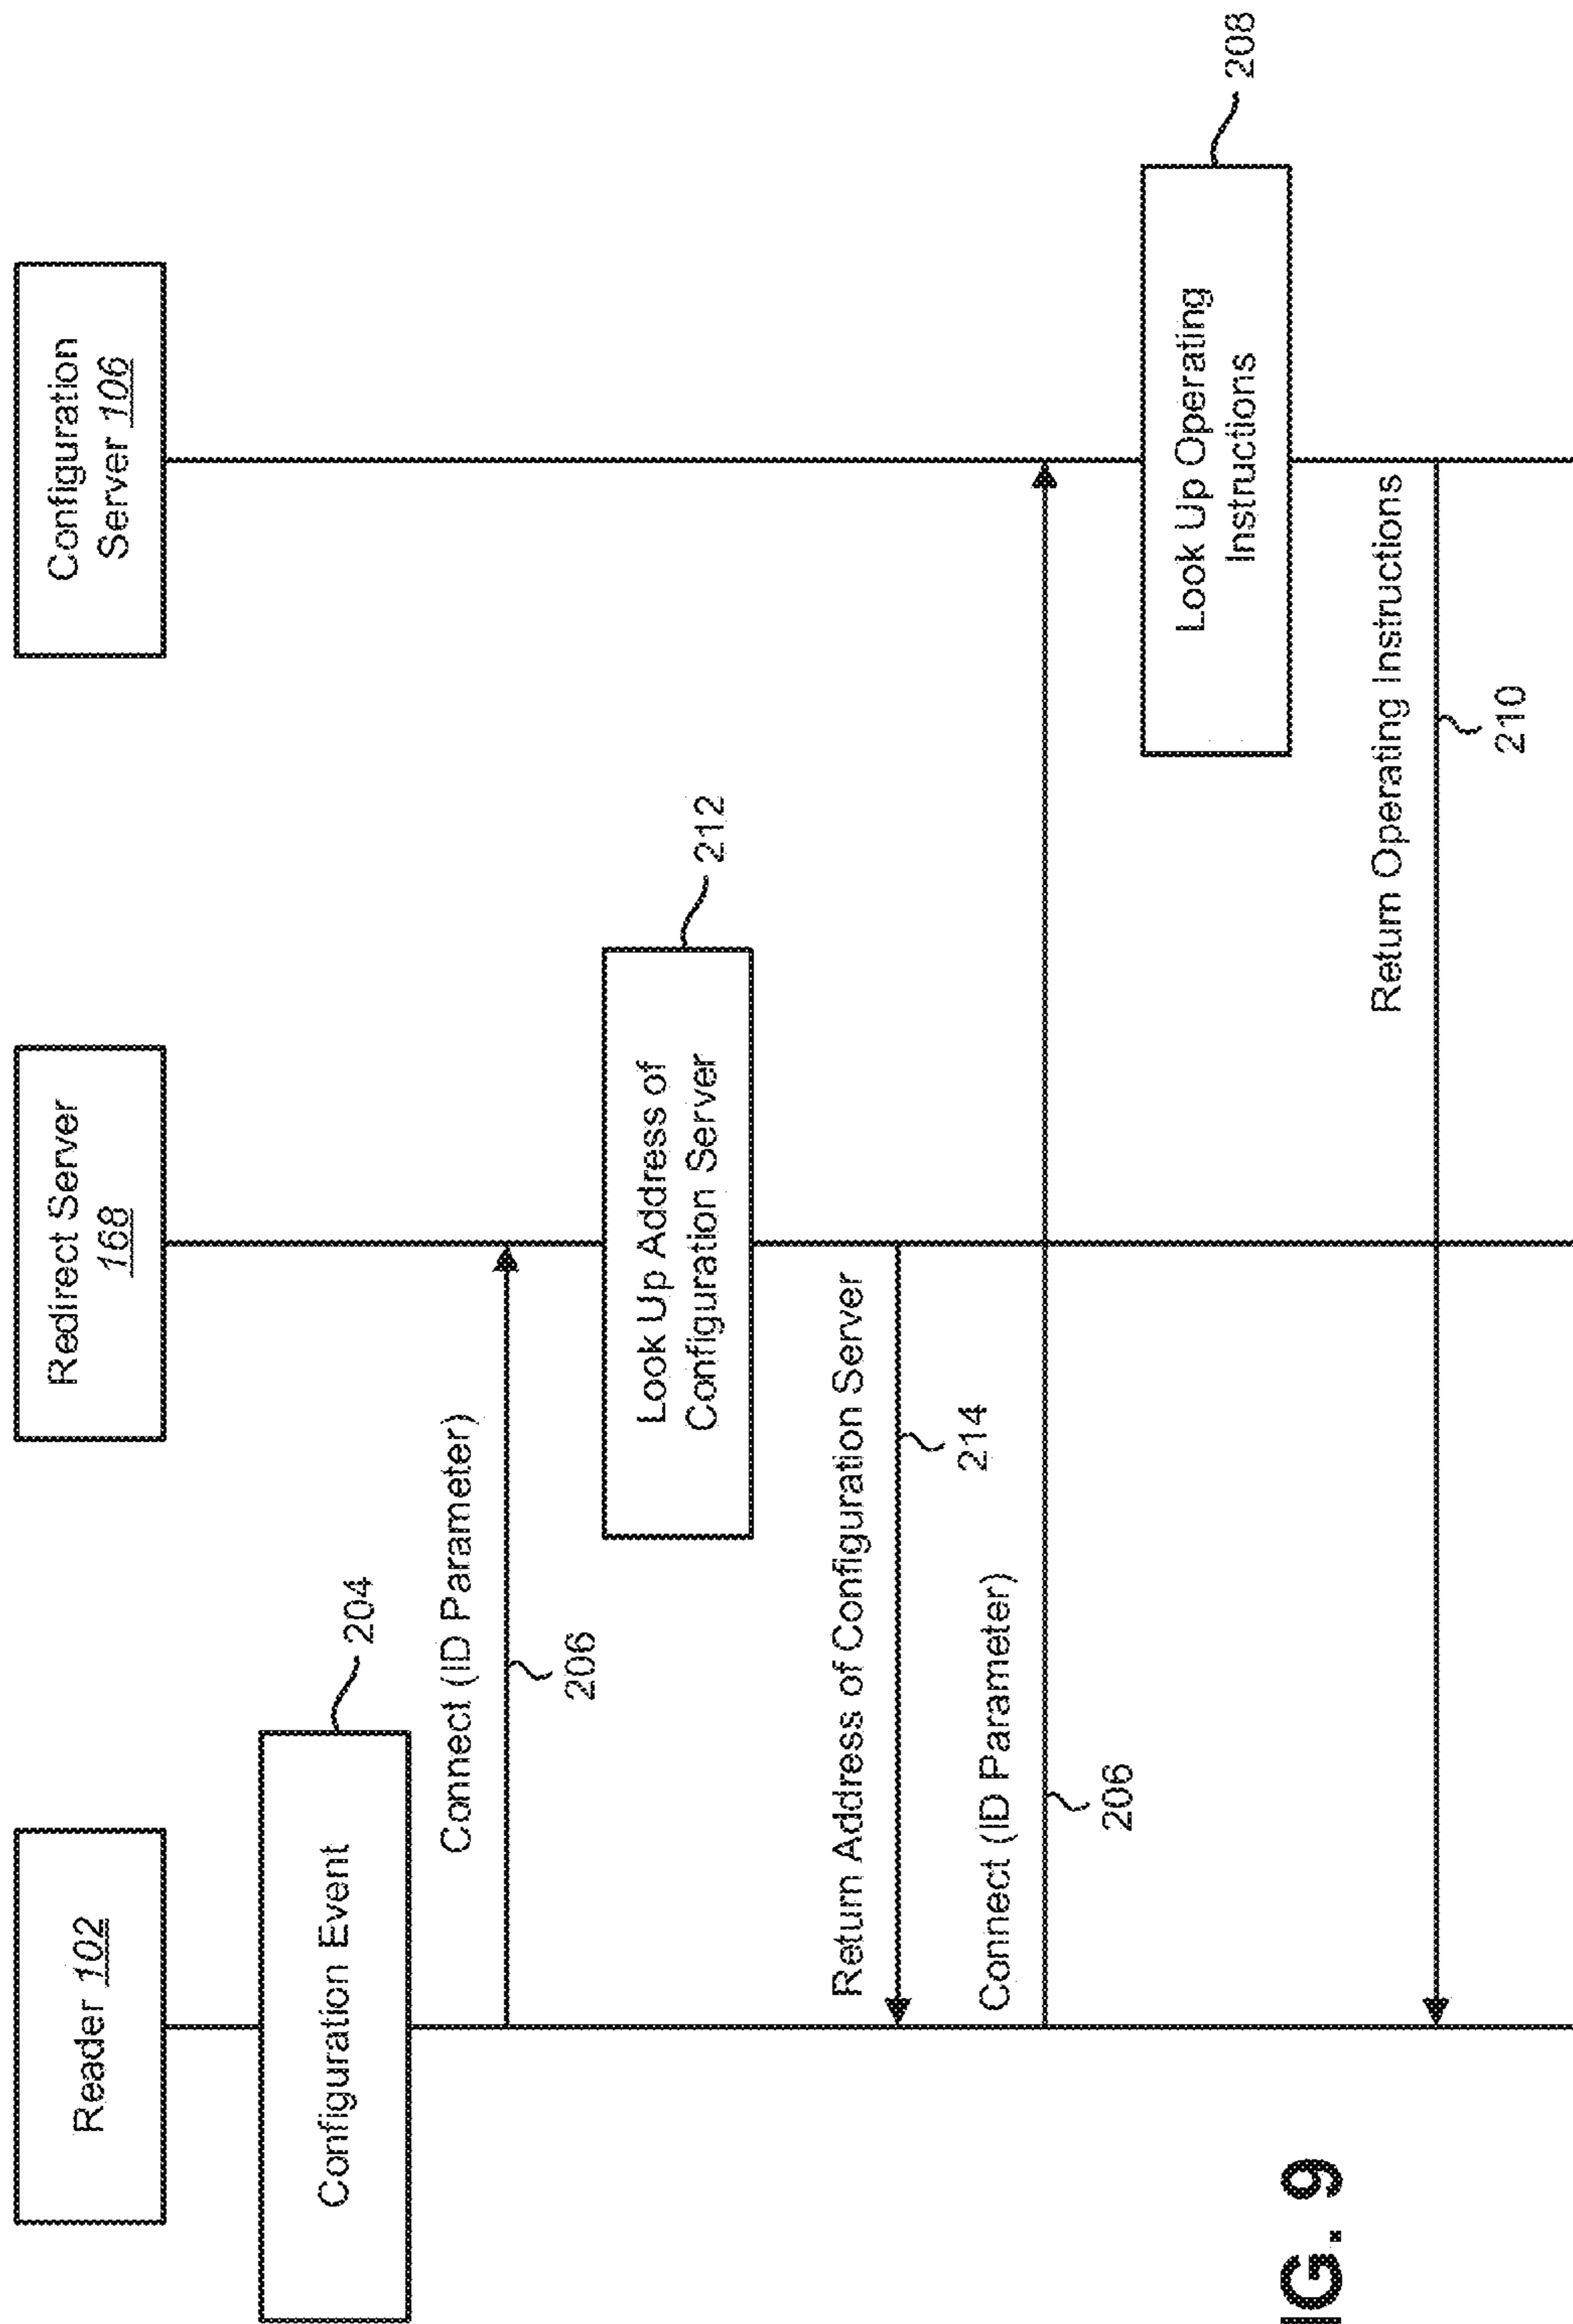 Reader 102
Redirect Server
168
Configuration
Server 106
Configuration Event
204
Connect (ID Parameter)
206
Look Up Address of
Configuration Server
212
Return Address of Configuration Server
214
Connect (ID Parameter)
206
Look Up Operating
Instructions
208
Return Operating Instructions
210
IG. 9